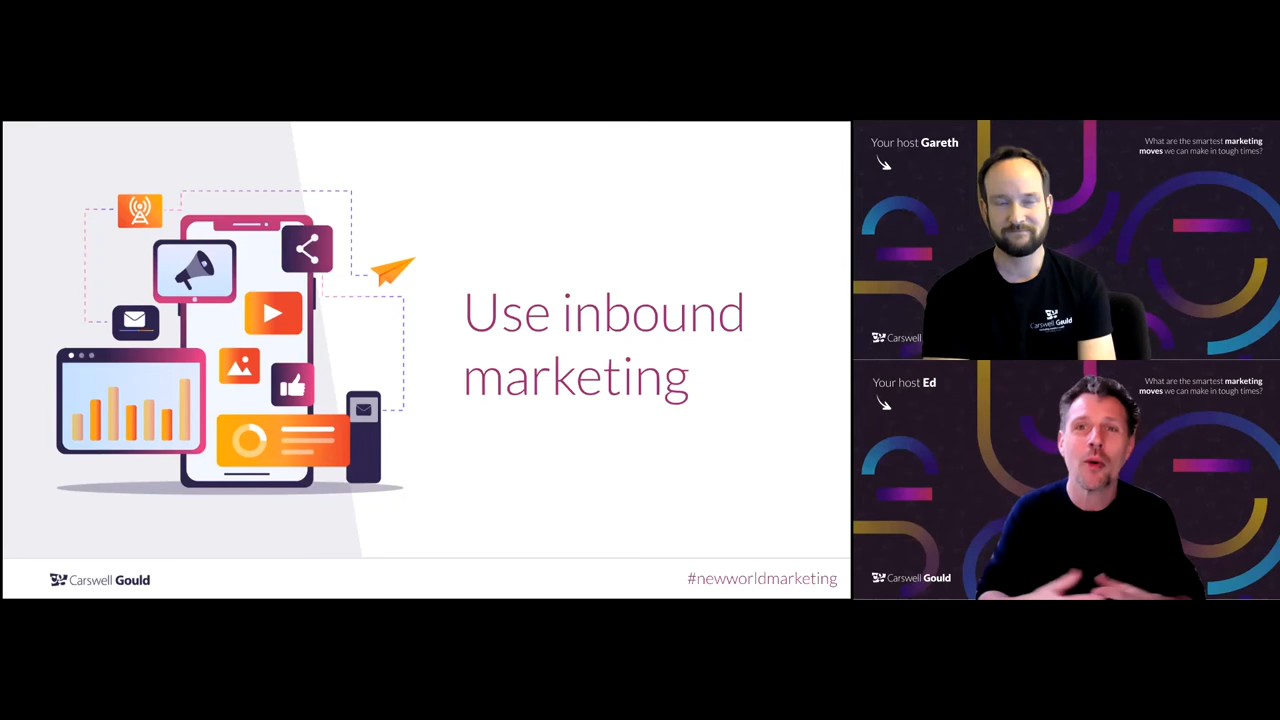 Use inbound
marketing
Carswell Gould
#newworldmarketing
Your host Gareth
What are the smartest marketing
moves we can make in tough times?
Carswell Gould
Carswell
Your host Ed
What are the smartest marketing
moves we can make in tough times?
Carswell Gould